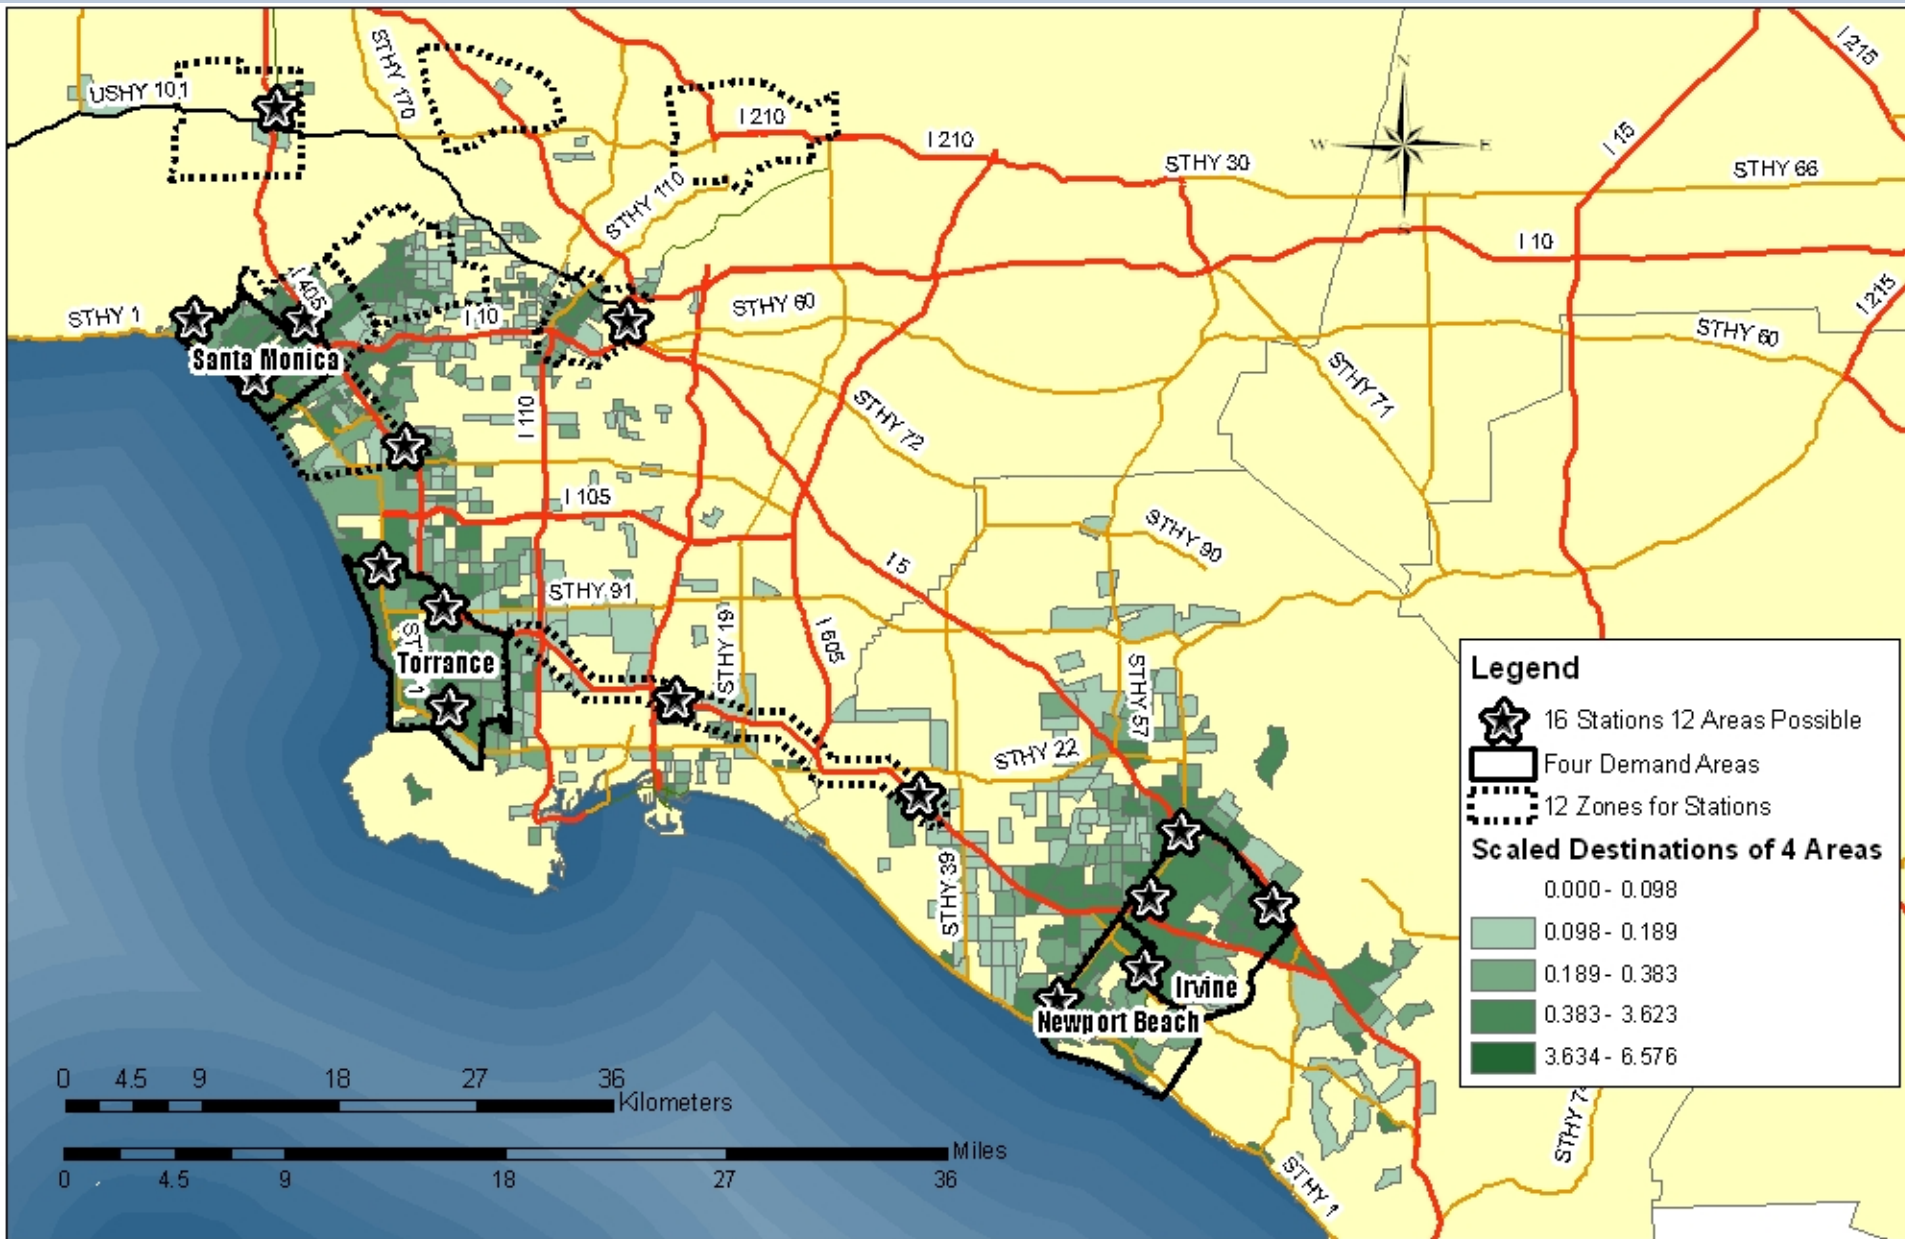 N
W
E
S
USHY 101
STHY 170
I 210
I 210
STHY 30
I 15
I 215
STHY 66
STHY 110
I 10
I 405
STHY 1
I 10
STHY 60
STHY 60
I 215
Santa Monica
I 110
STHY 72
STHY 71
I 105
STHY 90
I 5
STHY 91
STHY 19
I 605
STHY 57
Torrance
1
STHY 22
STHY 39
Irvine
Newport Beach
STHY 1
STHY 74
Legend
16 Stations 12 Areas Possible
Four Demand Areas
12 Zones for Stations
Scaled Destinations of 4 Areas
0.000 - 0.098
0.098 - 0.189
0.189 - 0.383
0.383 - 3.623
3.634 - 6.576
0 4.5 9 18 27 36
Kilometers
Miles
0 4.5 9 18 27 36